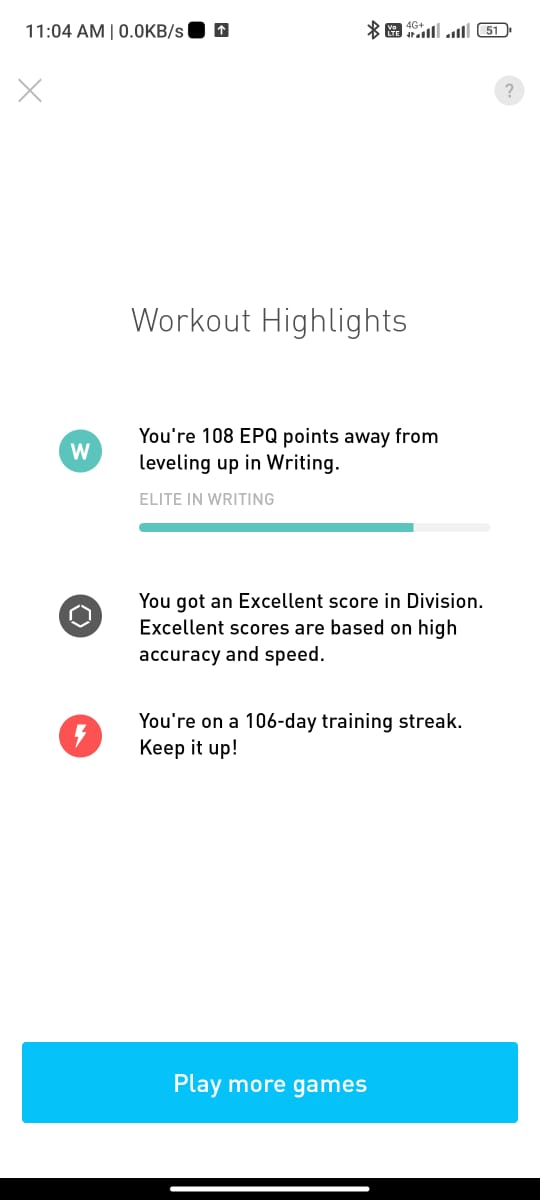 11:04 AM | 0.0KB/s
Vo LTE 4G+ 51
?
Workout Highlights
W
You're 108 EPQ points away from
leveling up in Writing.
ELITE IN WRITING
You got an Excellent score in Division.
Excellent scores are based on high
accuracy and speed.
You're on a 106-day training streak.
Keep it up!
Play more games